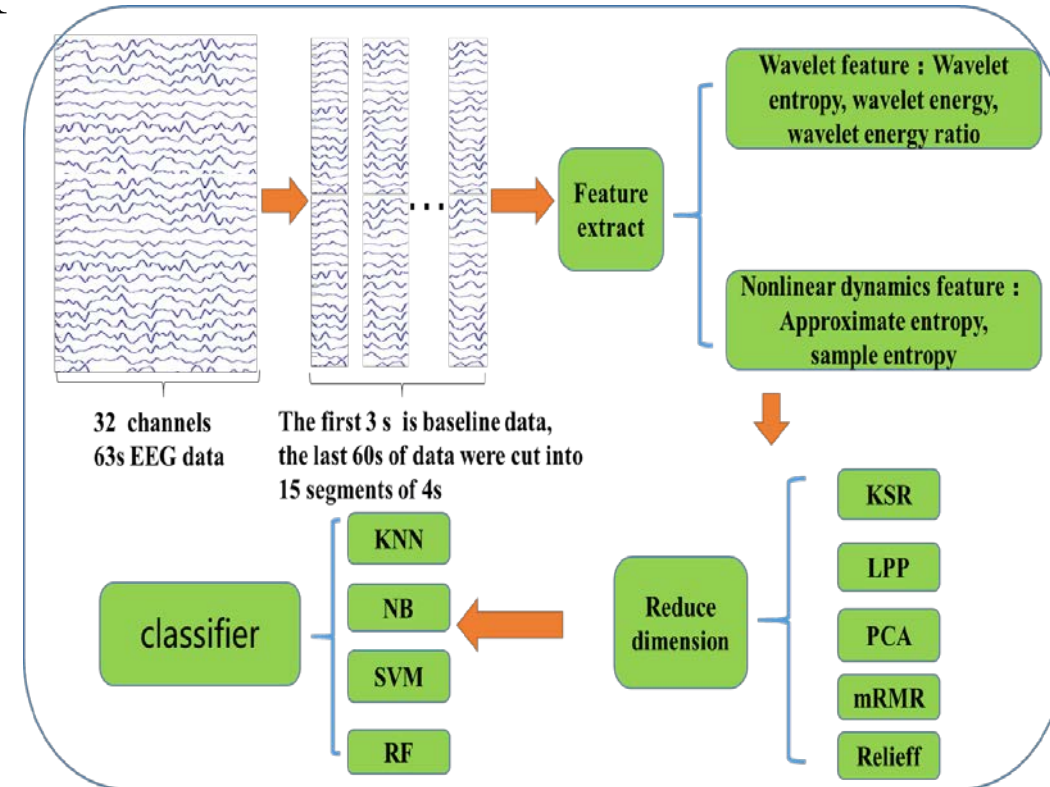 Wavelet feature：Wavelet
entropy, wavelet energy,
wavelet energy ratio
Feature
extract
...
Nonlinear dynamics feature：
Approximate entropy,
sample entropy
32 channels
63s EEG data
The first 3 s is baseline data,
the last 60s of data were cut into
15 segments of 4s
KSR
LPP
PCA
mRMR
Relieff
Reduce
dimension
KNN
NB
SVM
RF
classifier